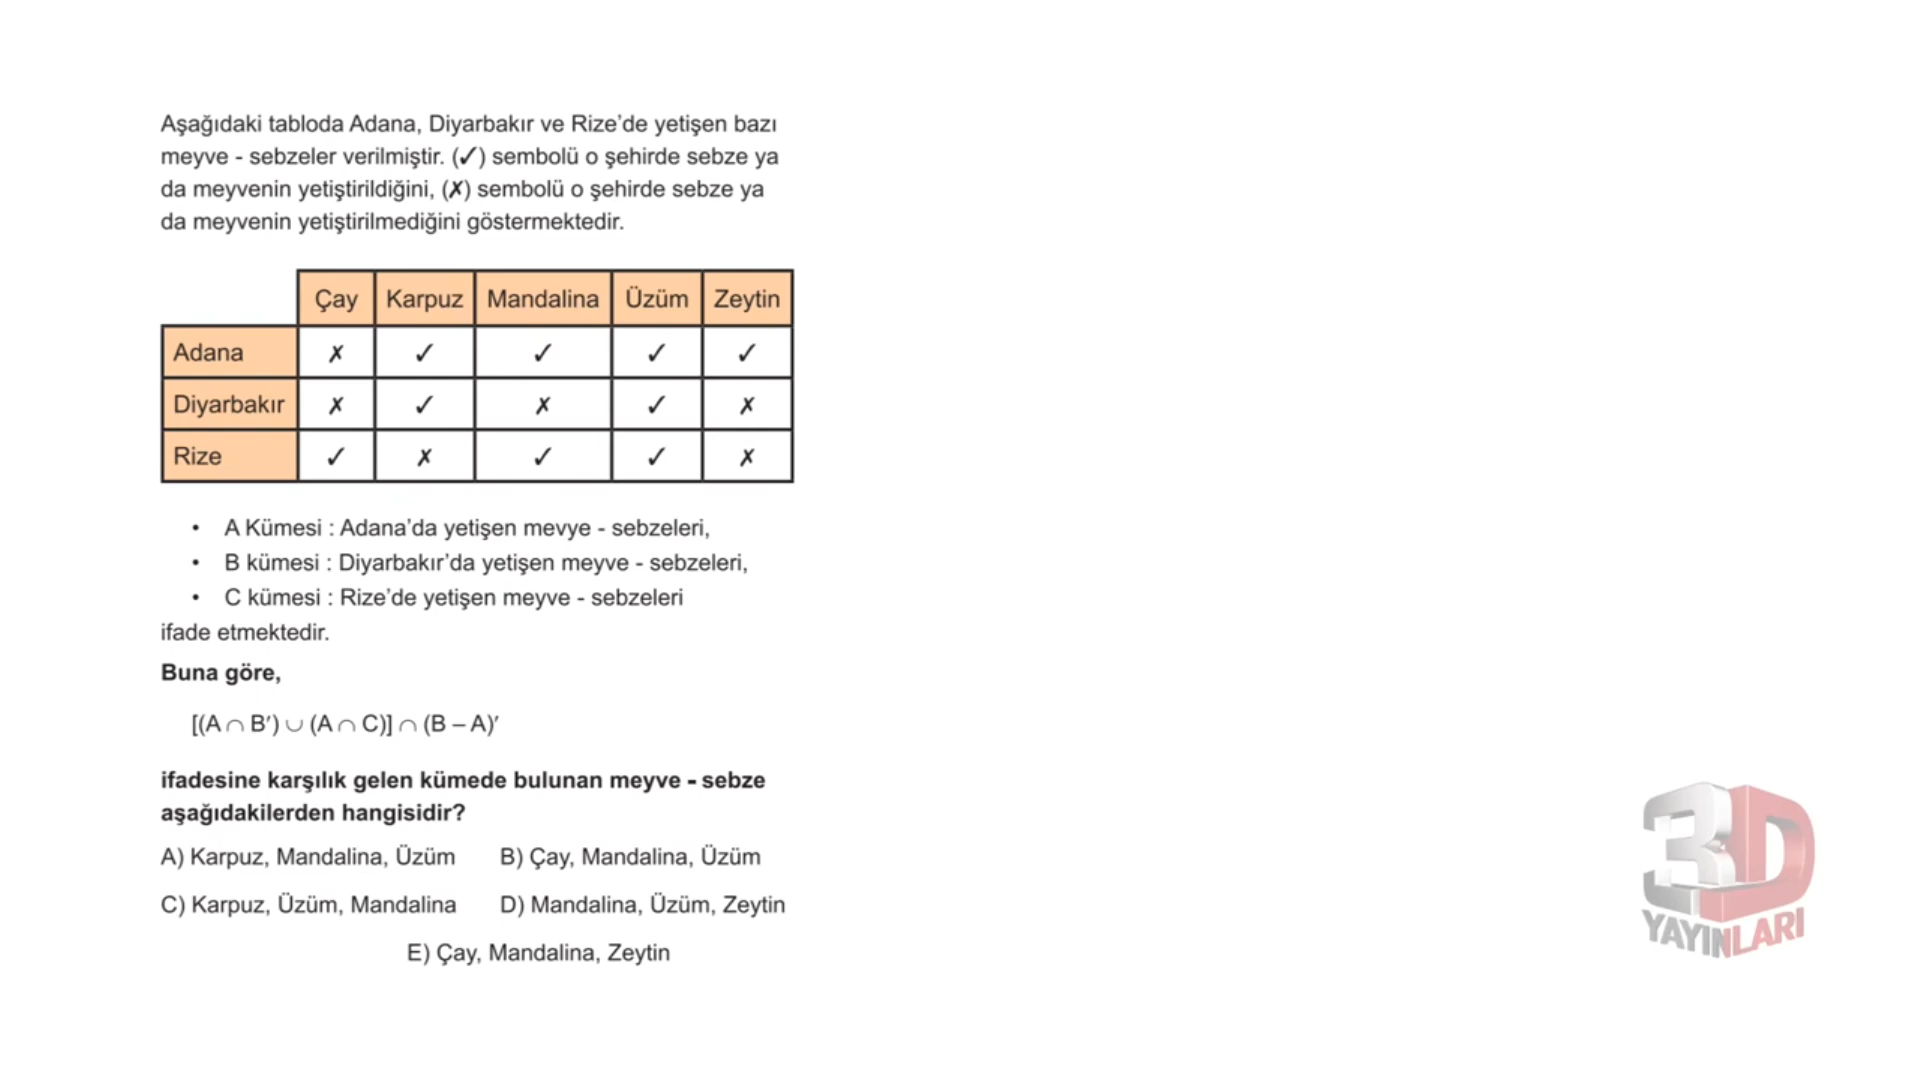 Aşağıdaki tabloda Adana, Diyarbakır ve Rize’de yetişen bazı
meyve - sebzeler verilmiştir. (✓) sembolü o şehirde sebze ya
da meyvenin yetiştirildiğini, (✗) sembolü o şehirde sebze ya
da meyvenin yetiştirilmediğini göstermektedir.
Çay Karpuz Mandalina Üzüm Zeytin
Adana ✗ ✓ ✓ ✓ ✓
Diyarbakır ✗ ✓ ✗ ✓ ✗
Rize ✓ ✗ ✓ ✓ ✗
• A Kümesi : Adana’da yetişen mevye - sebzeleri,
• B kümesi : Diyarbakır’da yetişen meyve - sebzeleri,
• C kümesi : Rize’de yetişen meyve - sebzeleri
ifade etmektedir.
Buna göre,
[(A ∩ B′) ∪ (A ∩ C)] ∩ (B – A)′
ifadesine karşılık gelen kümede bulunan meyve - sebze
aşağıdakilerden hangisidir?
A) Karpuz, Mandalina, Üzüm B) Çay, Mandalina, Üzüm
C) Karpuz, Üzüm, Mandalina D) Mandalina, Üzüm, Zeytin
E) Çay, Mandalina, Zeytin
3D
YAYINLARI